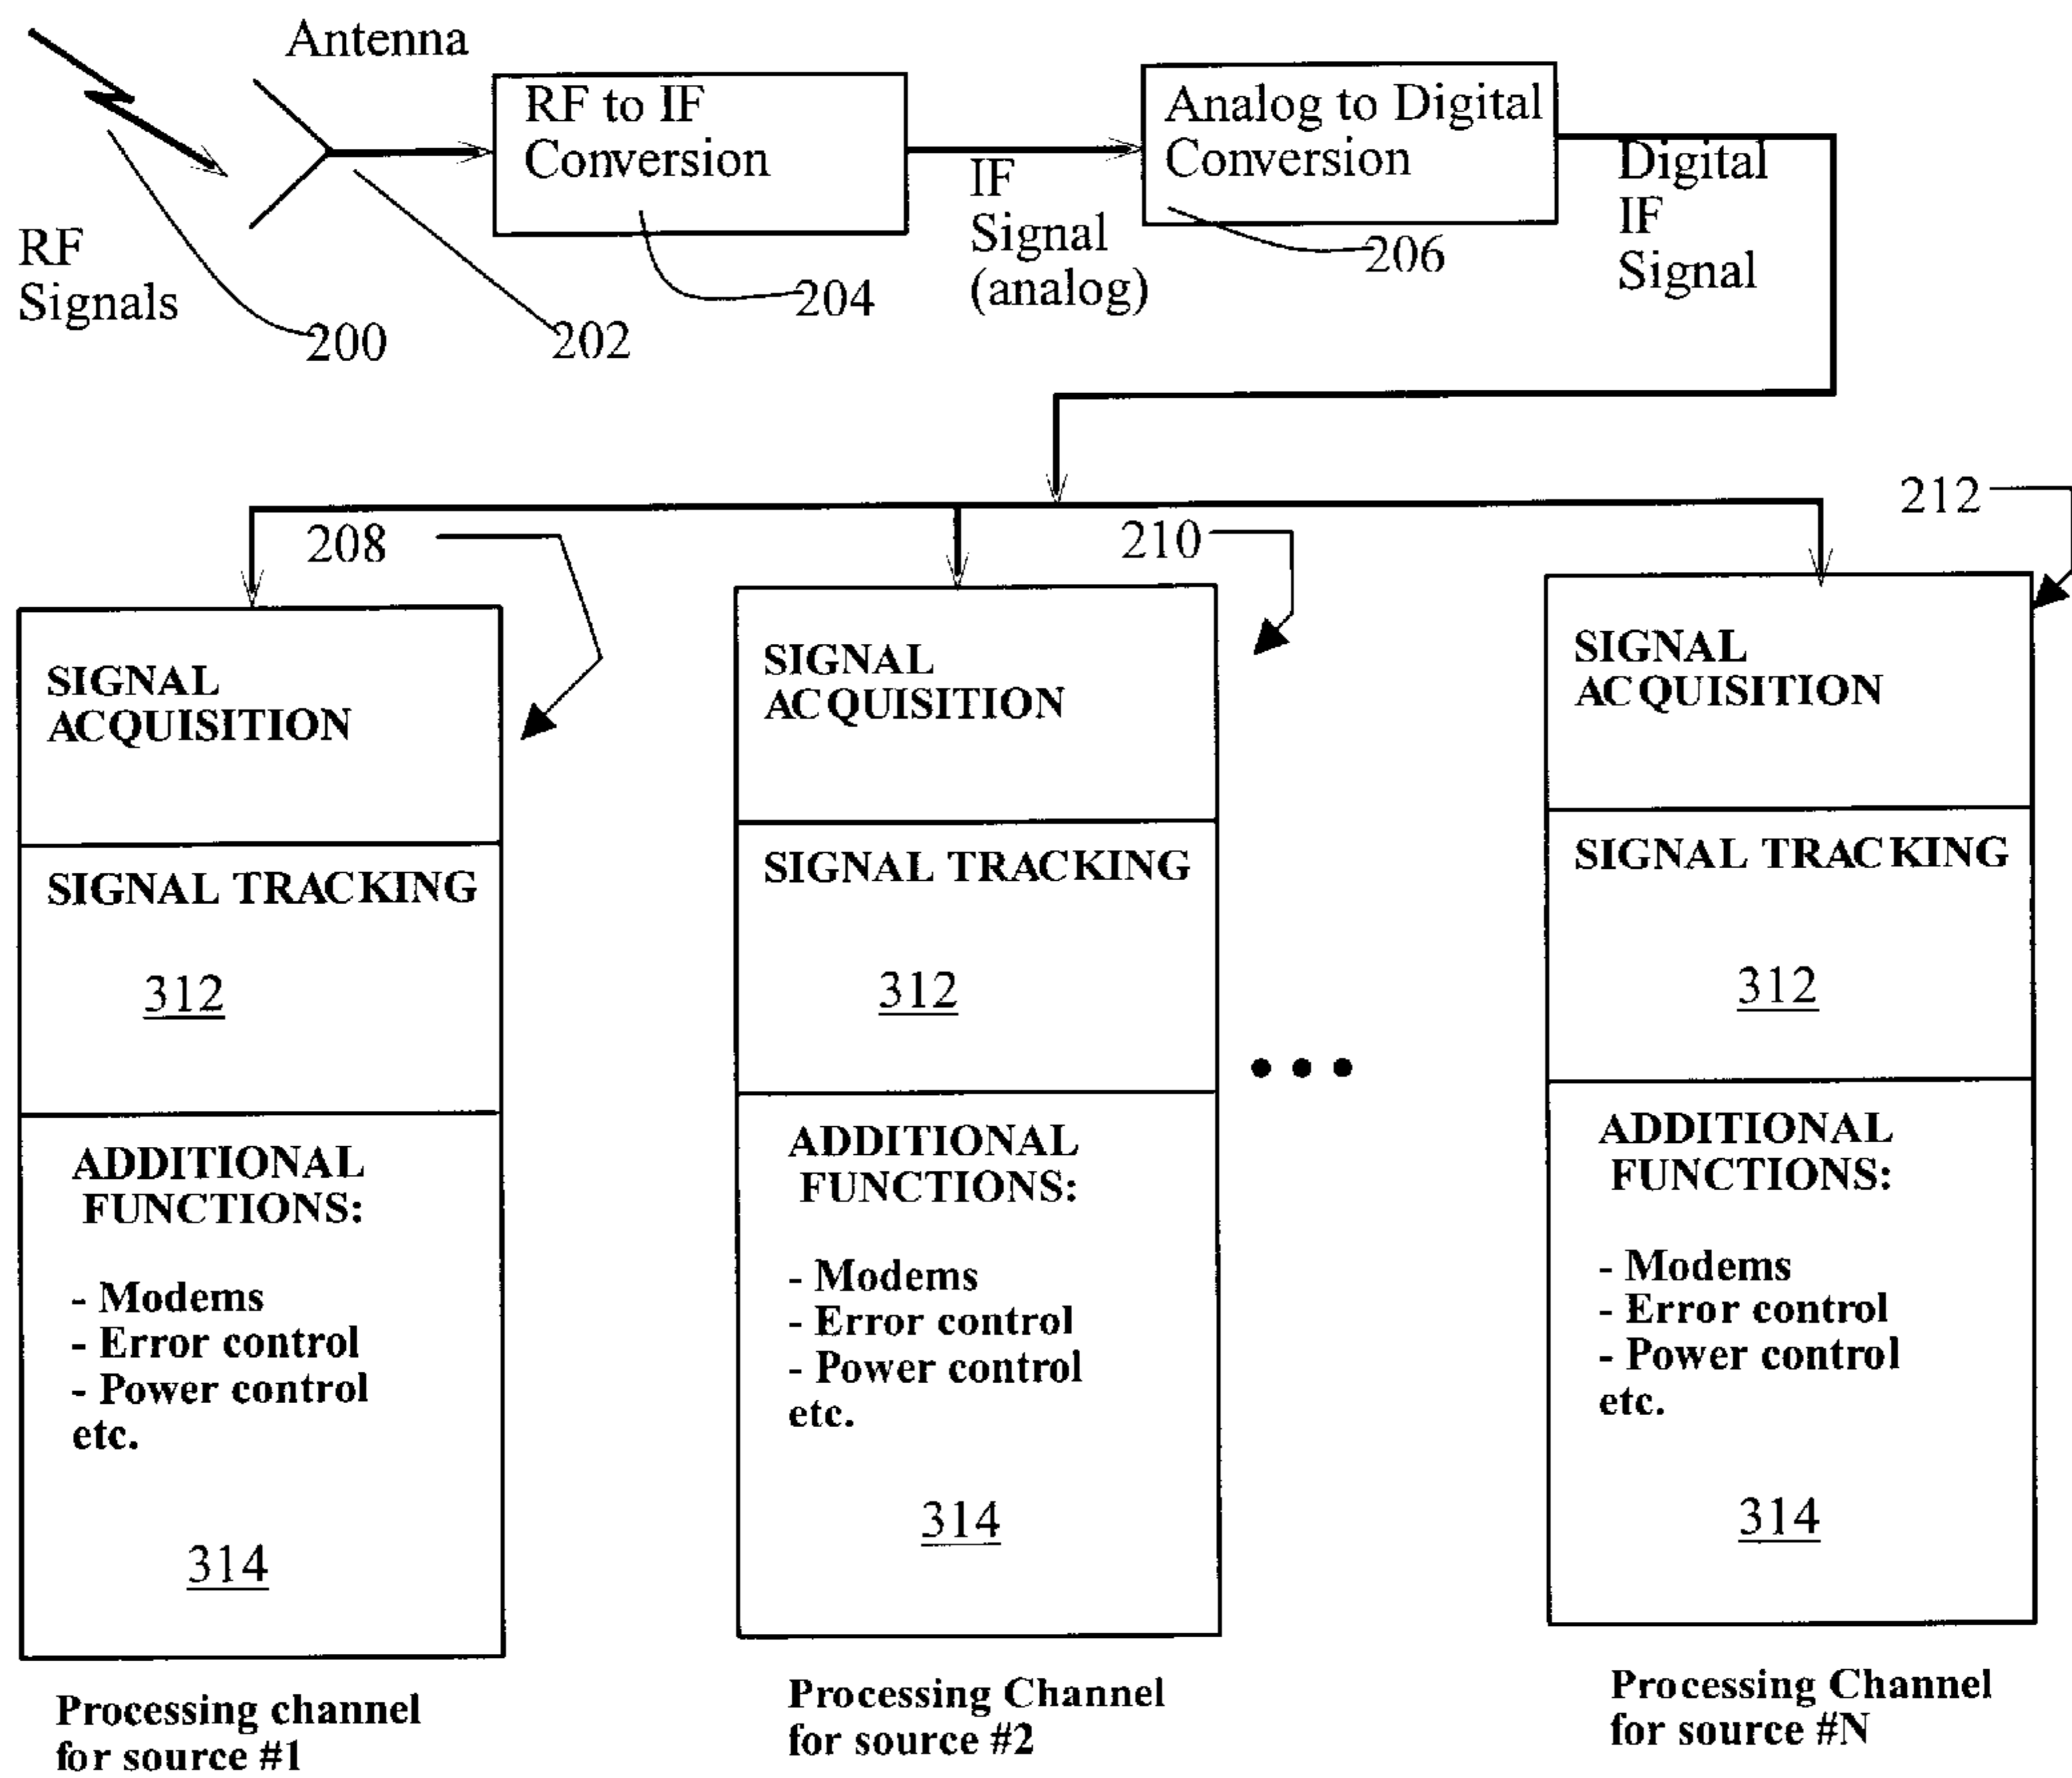 Antenna
RF to IF
Conversion
Analog to Digital
Conversion
IF
Signal
(analog)
Digital
IF
Signal
RF
Signals
200
202
204
206
208
210
212
SIGNAL
ACQUISITION
SIGNAL TRACKING
312
ADDITIONAL
FUNCTIONS:
- Modems
- Error control
- Power control
etc.
314
Processing channel
for source #1
SIGNAL
ACQUISITION
SIGNAL TRACKING
312
ADDITIONAL
FUNCTIONS:
- Modems
- Error control
- Power control
etc.
314
Processing Channel
for source #2
SIGNAL
ACQUISITION
SIGNAL TRACKING
312
ADDITIONAL
FUNCTIONS:
- Modems
- Error control
- Power control
etc.
314
Processing Channel
for source #N